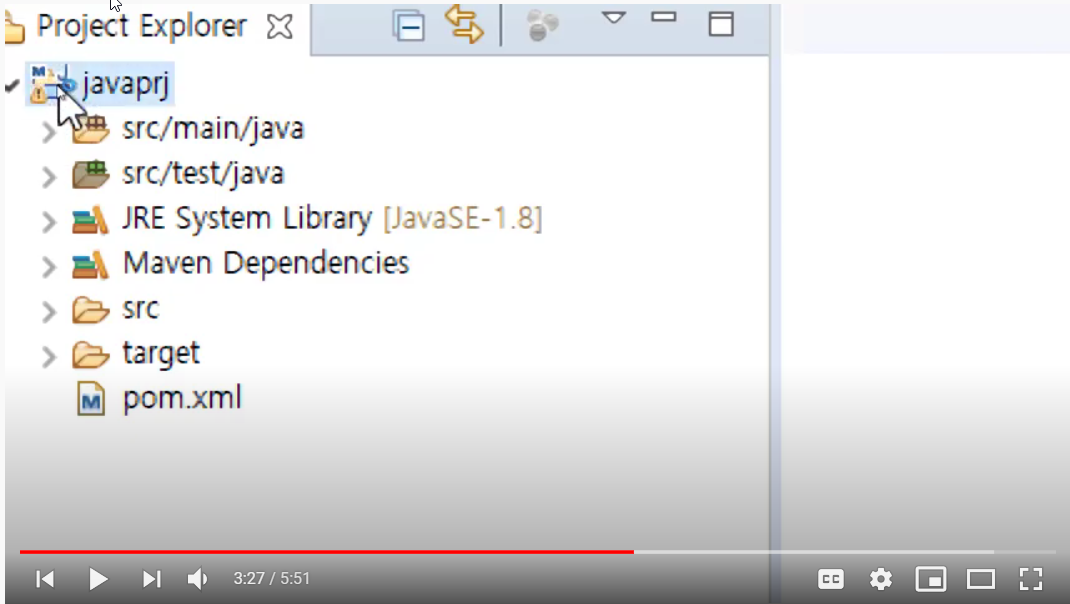 Project Explorer
javaprj
src/main/java
src/test/java
JRE System Library [JavaSE-1.8]
Maven Dependencies
src
target
pom.xml
3:27 / 5:51
CC